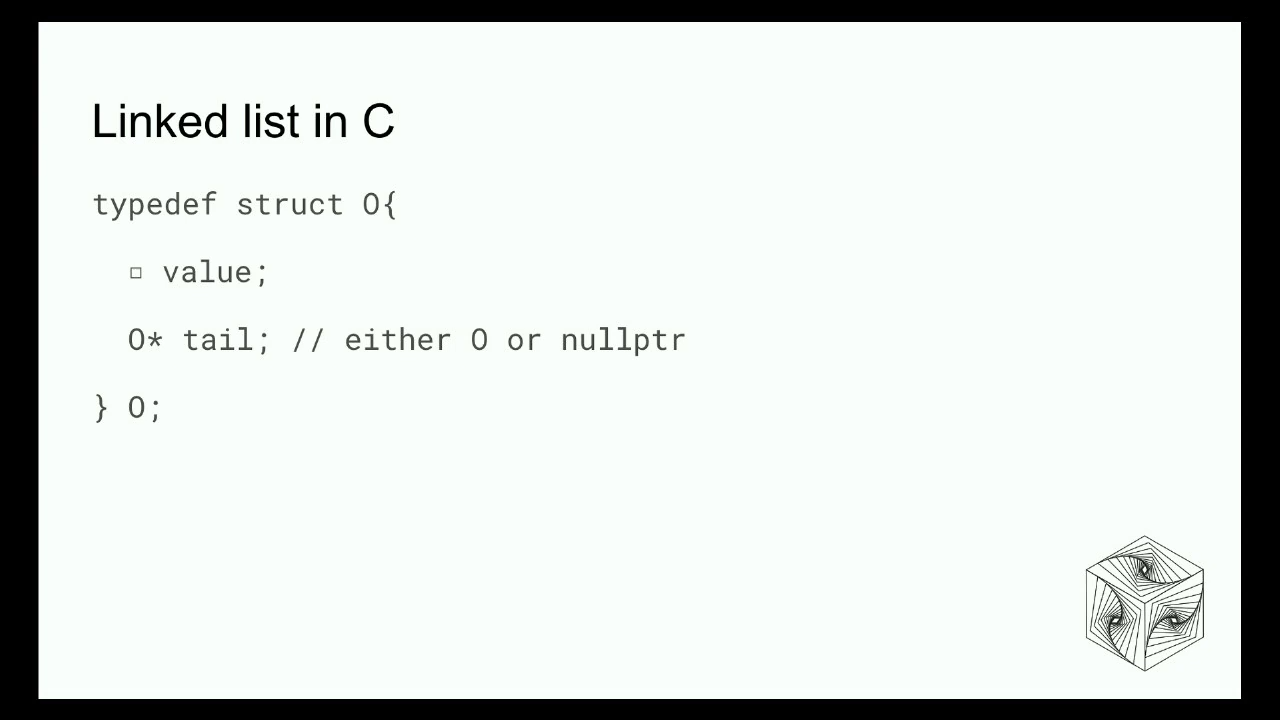 Linked list in C
typedef struct O{
□ value;
O* tail; // either O or nullptr
} O;